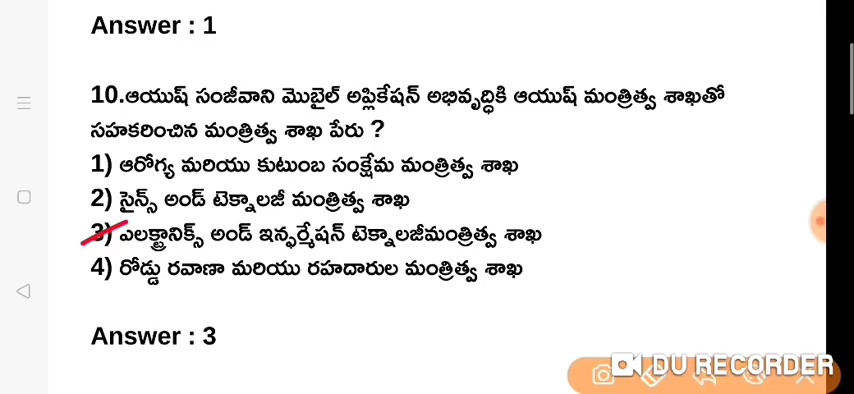 Answer : 1
10.ఆయుష్ సంజీవాని మొబైల్ అప్లికేషన్ అభివృద్ధికి ఆయుష్ మంత్రిత్వ శాఖతో
సహకరించిన మంత్రిత్వ శాఖ పేరు ?
1) ఆరోగ్య మరియు కుటుంబ సంక్షేమ మంత్రిత్వ శాఖ
2) సైన్స్ అండ్ టెక్నాలజీ మంత్రిత్వ శాఖ
3) ఎలక్ట్రానిక్స్ అండ్ ఇన్ఫర్మేషన్ టెక్నాలజీమంత్రిత్వ శాఖ
4) రోడ్డు రవాణా మరియు రహదారుల మంత్రిత్వ శాఖ
Answer : 3
DU RECORDER